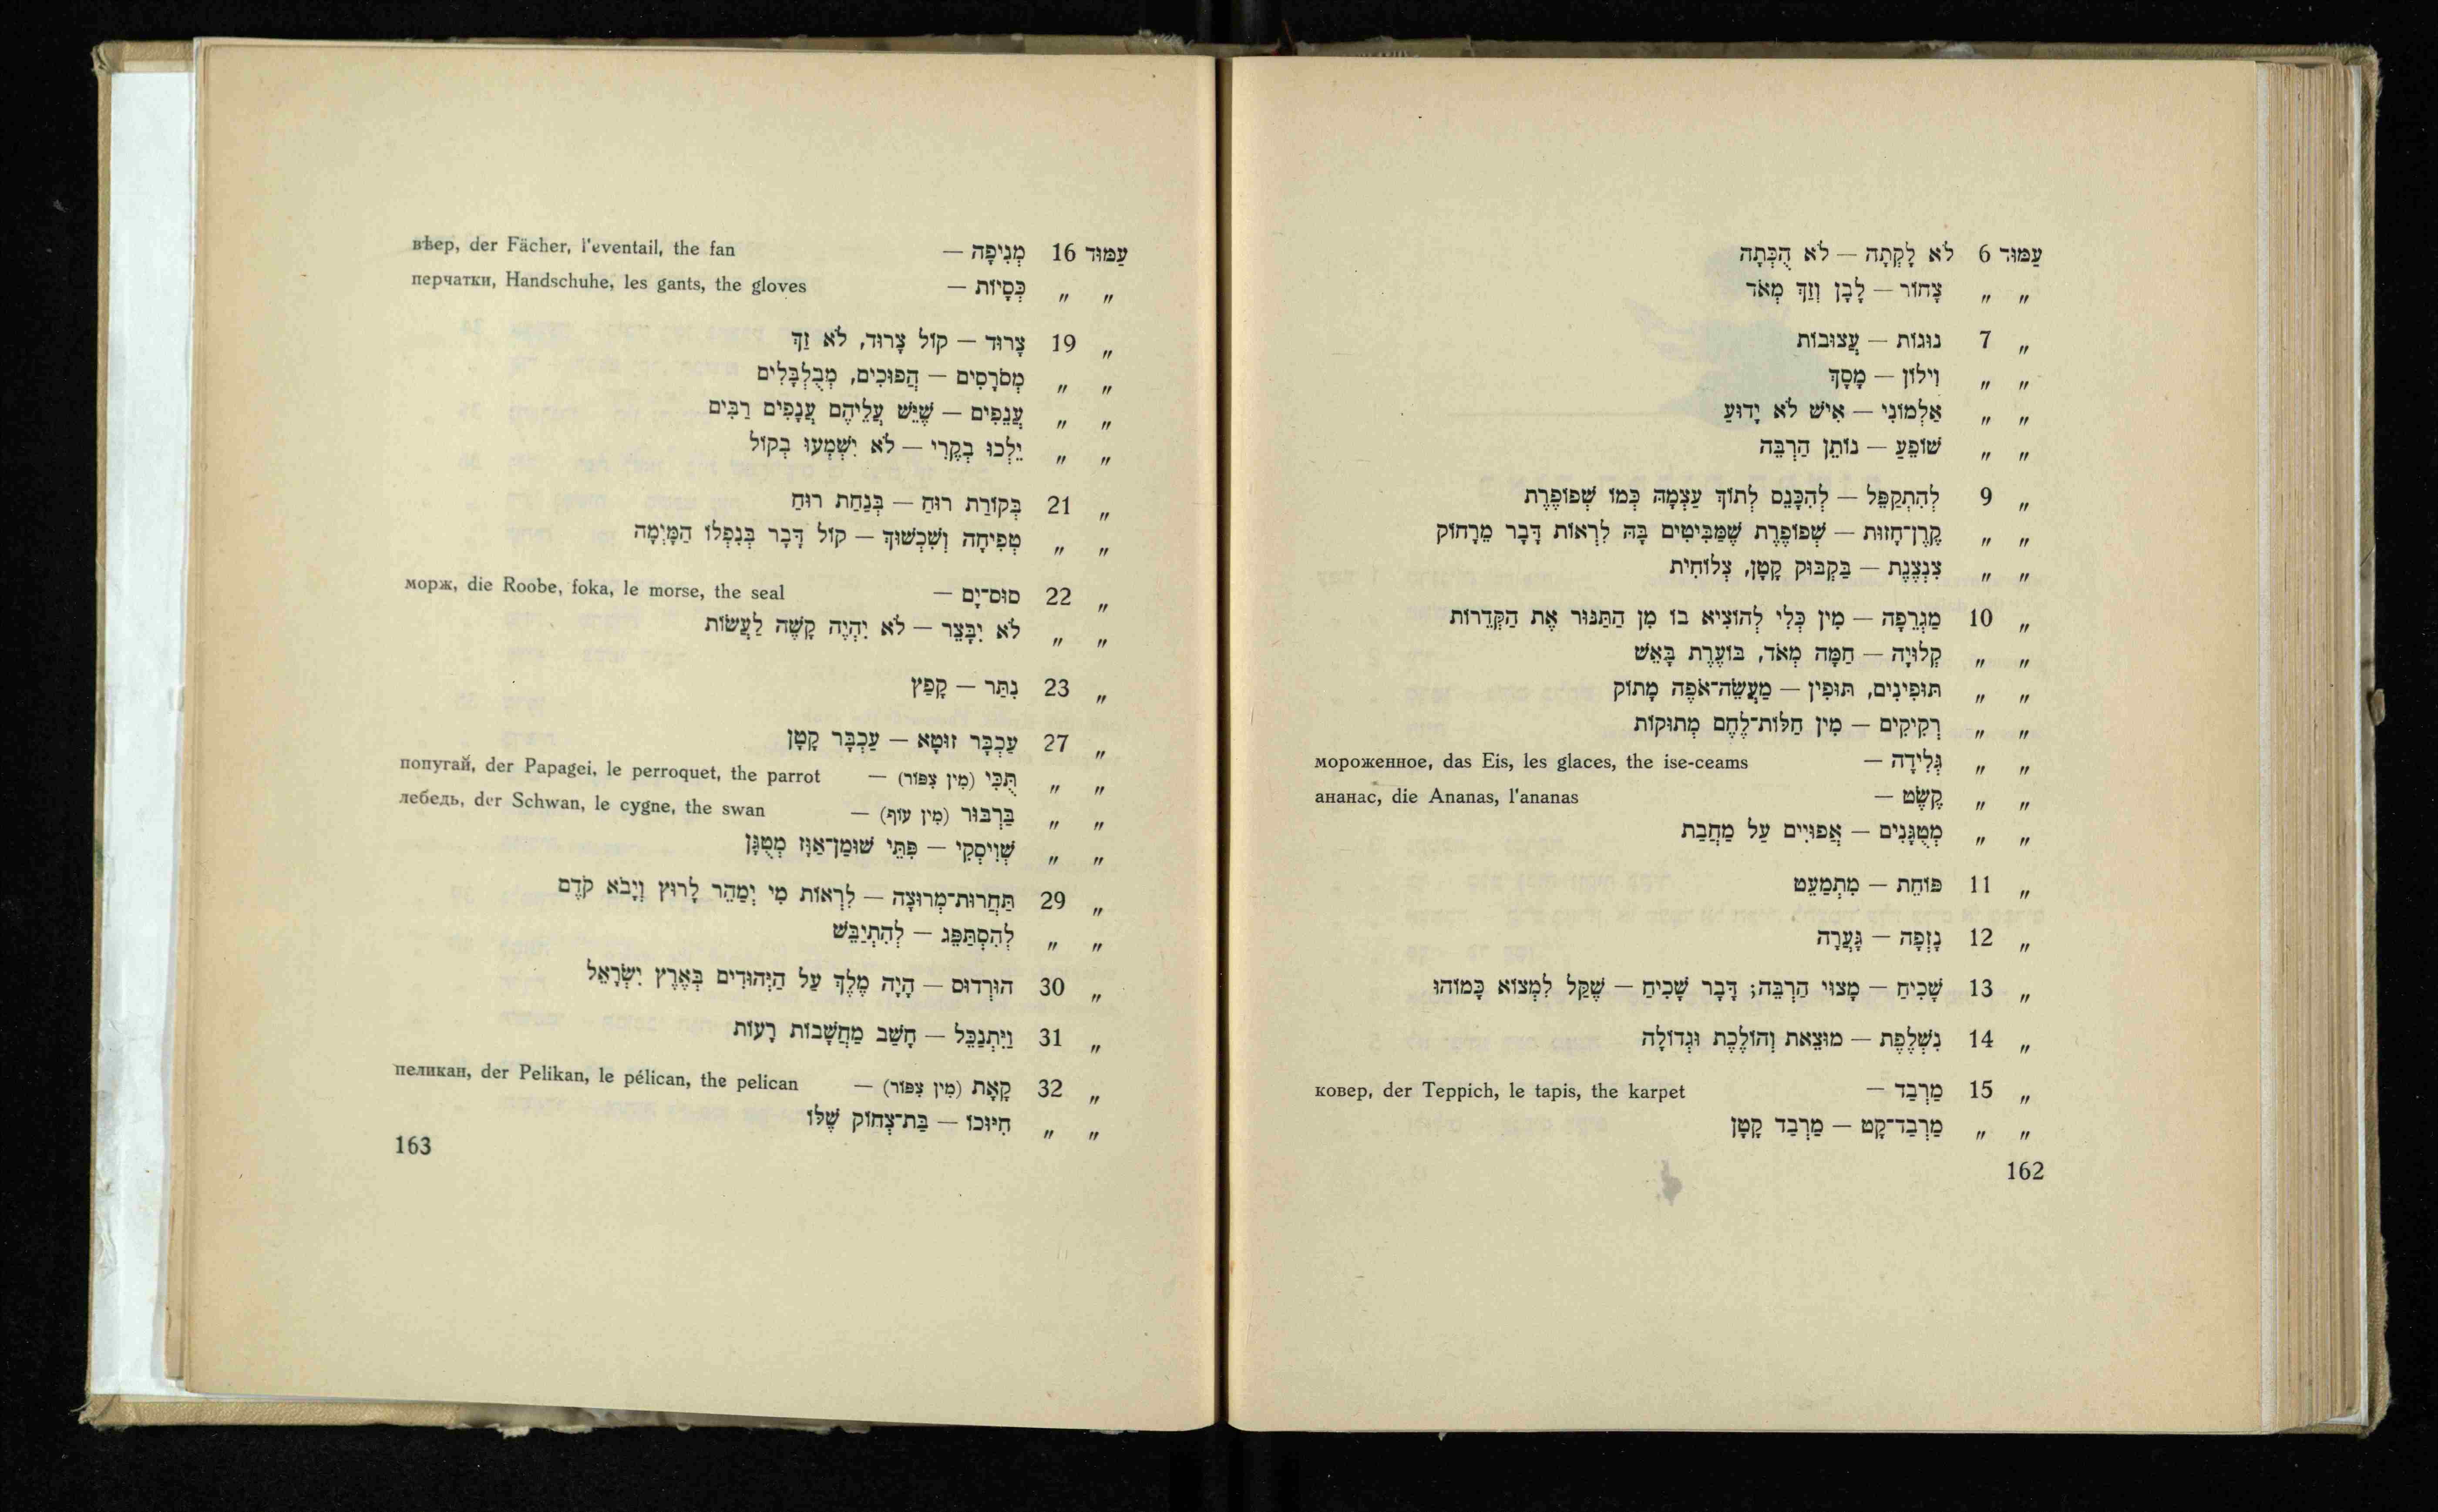 עַמּוּד 6 לֹא לָקְתָה — לֹא הֻכְּתָה
„ „ צָחוֹר — לָבָן וְזַךְ מְאֹד
„ 7 נוּגוֹת — עֲצוּבוֹת
„ „ וִילוֹן — מָסָךְ
„ „ אַלְמוֹנִי — אִישׁ לֹא יָדוּעַ
„ „ שׁוֹפֵעַ — נוֹתֵן הַרְבֵּה
„ 9 לְהִתְקַפֵּל — לְהִכָּנֵס לְתוֹךְ עַצְמָהּ כְּמוֹ שְׁפוֹפֶרֶת
„ „ קֶרֶן־חָזוּת — שְׁפוֹפֶרֶת שֶׁמַּבִּיטִים בָּהּ לִרְאוֹת דָּבָר מֵרָחוֹק
„ „ צִנְצֶנֶת — בַּקְבּוּק קָטָן, צְלוֹחִית
„ 10 מַגְרֵפָה — מִין כְּלִי לְהוֹצִיא בוֹ מִן הַתַּנּוּר אֶת הַקְּדֵרוֹת
„ „ קְלוּיָה — חַמָּה מְאֹד, בּוֹעֶרֶת בָּאֵשׁ
„ „ תּוּפִינִים, תּוּפִין — מַעֲשֵׂה־אֹפֶה מָתוֹק
„ „ רְקִיקִים — מִין חַלּוֹת־לֶחֶם מְתוּקוֹת
„ „ גְּלִידָה — мороженное, das Eis, les glaces, the ise-ceams
„ „ קֶשֶׂט — ананас, die Ananas, l'ananas
„ „ מְטֻגָּנִים — אֲפוּיִים עַל מַחֲבַת
„ 11 פּוֹחֵת — מִתְמַעֵט
„ 12 נָזְפָה — גָּעֲרָה
„ 13 שָׁכִיחַ — מָצוּי הַרְבֵּה; דָּבָר שָׁכִיחַ — שֶׁקַּל לִמְצוֹא כָּמוֹהוּ
„ 14 נִשְׁלֶפֶת — מוּצֵאת וְהוֹלֶכֶת וּגְדוֹלָה
„ 15 מַרְבַד — ковер, der Teppich, le tapis, the karpet
„ „ מַרְבַד־קָט — מַרְבַד קָטָן
162
עַמּוּד 16 מְנִיפָה — вѣер, der Fächer, l'eventail, the fan
„ „ כְּסָיוֹת — перчатки, Handschuhe, les gants, the gloves
„ 19 צָרוּד — קוֹל צָרוּד, לֹא זַךְ
„ „ מְסֹרָסִים — הֲפוּכִים, מְבֻלְבָּלִים
„ „ עֲנֵפִים — שֶׁיֵּשׁ עֲלֵיהֶם עֲנָפִים רַבִּים
„ „ יֵלְכוּ בְקֶרִי — לֹא יִשְׁמְעוּ בְקוֹל
„ 21 בְּקוֹרַת רוּחַ — בְּנַחַת רוּחַ
„ „ טְפִיחָה וְשִׁכְשׁוּךְ — קוֹל דָּבָר בְּנִפְלוֹ הַמָּיְמָה
„ 22 סוּס־יָם — морж, die Roobe, foka, le morse, the seal
„ „ לֹא יִבָּצֵר — לֹא יִהְיֶה קָשֶׁה לַעֲשׂוֹת
„ 23 נִתַּר — קָפַץ
„ 27 עַכְבָּר זוּטָא — עַכְבָּר קָטָן
„ „ תֻּכִּי (מִין צִפּוֹר) — попугай, der Papagei, le perroquet, the parrot
„ „ בַּרְבּוּר (מִין עוֹף) — лебедь, der Schwan, le cygne, the swan
„ „ שְׁוִיסְקִי — פִּתֵּי שׁוּמַן־אַוָּז מְטֻגָּן
„ 29 תַּחֲרוּת־מְרוּצָה — לִרְאוֹת מִי יְמַהֵר לָרוּץ וְיָבֹא קֹדֶם
„ „ לְהִסְתַּפֵּג — לְהִתְיַבֵּשׁ
„ 30 הוּרְדוּס — הָיָה מֶלֶךְ עַל הַיְּהוּדִים בְּאֶרֶץ יִשְׂרָאֵל
„ 31 וַיִּתְנַכֵּל — חָשַׁב מַחֲשָׁבוֹת רָעוֹת
„ 32 קָאָת (מִין צִפּוֹר) — пеликан, der Pelikan, le pélican, the pelican
„ „ חִיּוּכוֹ — בַּת־צְחוֹק שֶׁלּוֹ
163